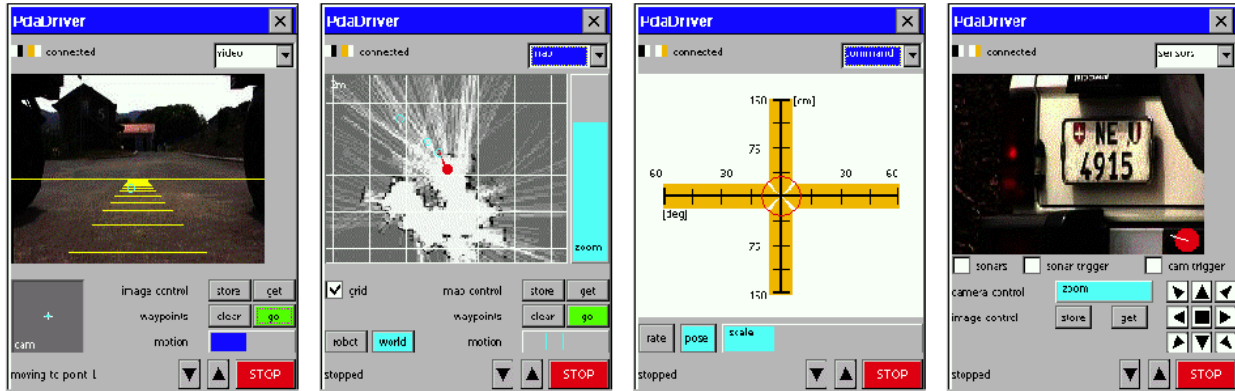 PdaDriver
connected
video
cam
image control
store
get
waypoints
clear
go
motion
moving to point 1
STOP
PdaDriver
connected
map
2m
zoom
grid
map control
store
get
waypoints
clear
go
robot
world
motion
stopped
STOP
PdaDriver
connected
command
150
[cm]
75
60
30
30
60
[deg]
75
150
rate
pose
scale
stopped
STOP
PdaDriver
connected
sensors
NE U
4915
sonars
sonar trigger
cam trigger
camera control
zoom
image control
store
get
stopped
STOP